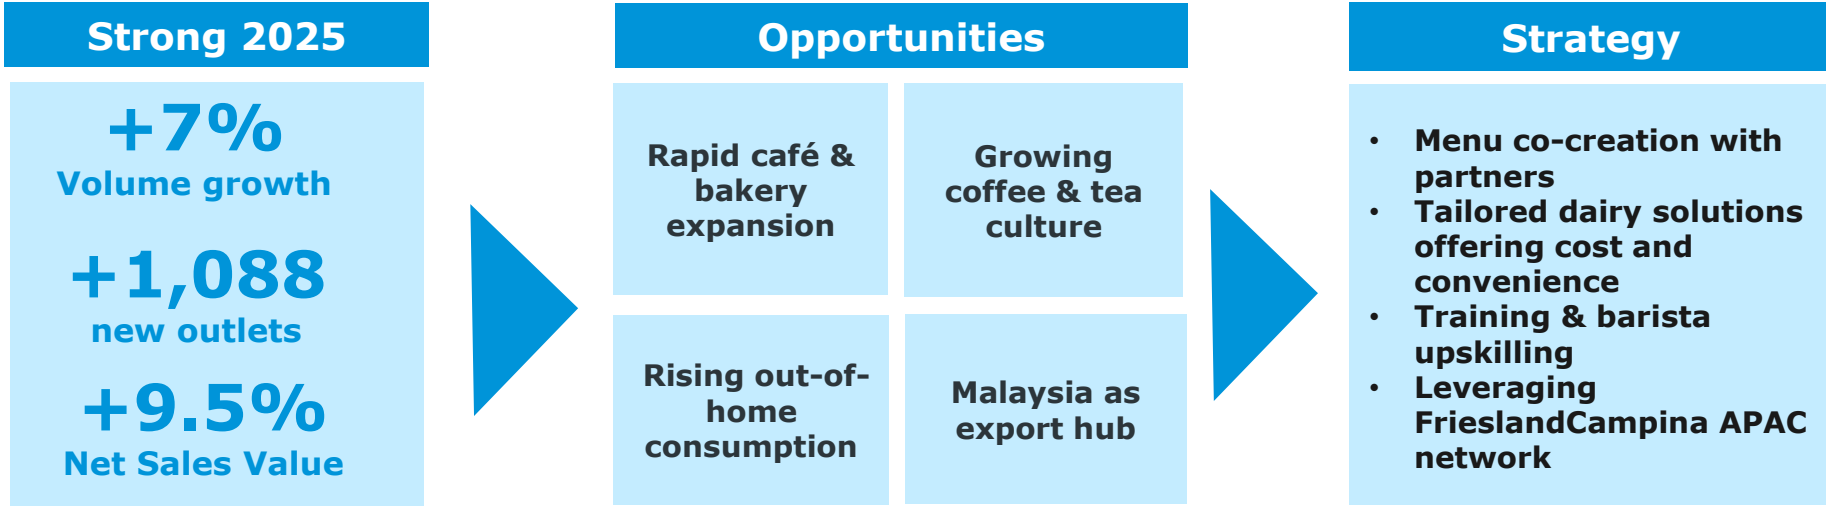 Strong 2025
+7%
Volume growth
+1,088
new outlets
+9.5%
Net Sales Value
Opportunities
Rapid café &
bakery
expansion
Growing
coffee & tea
culture
Rising out-of-
home
consumption
Malaysia as
export hub
Strategy
• Menu co-creation with
partners
• Tailored dairy solutions
offering cost and
convenience
• Training & barista
upskilling
• Leveraging
FrieslandCampina APAC
network